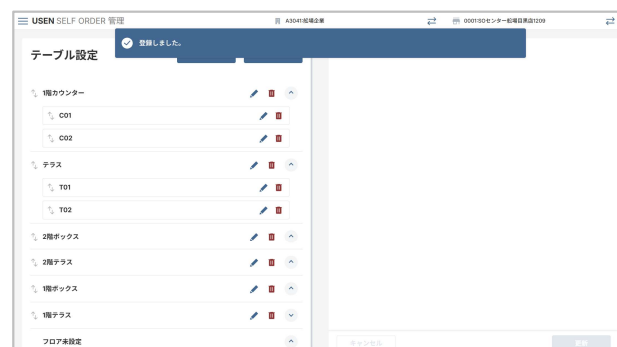 USEN SELF ORDER 管理
A3041:船場企業
0001:SOセンター船場目黒店1209
登録しました。
テーブル設定
1階カウンター
C01
C02
テラス
T01
T02
2階ボックス
2階テラス
1階ボックス
1階テラス
フロア未設定
キャンセル
更新